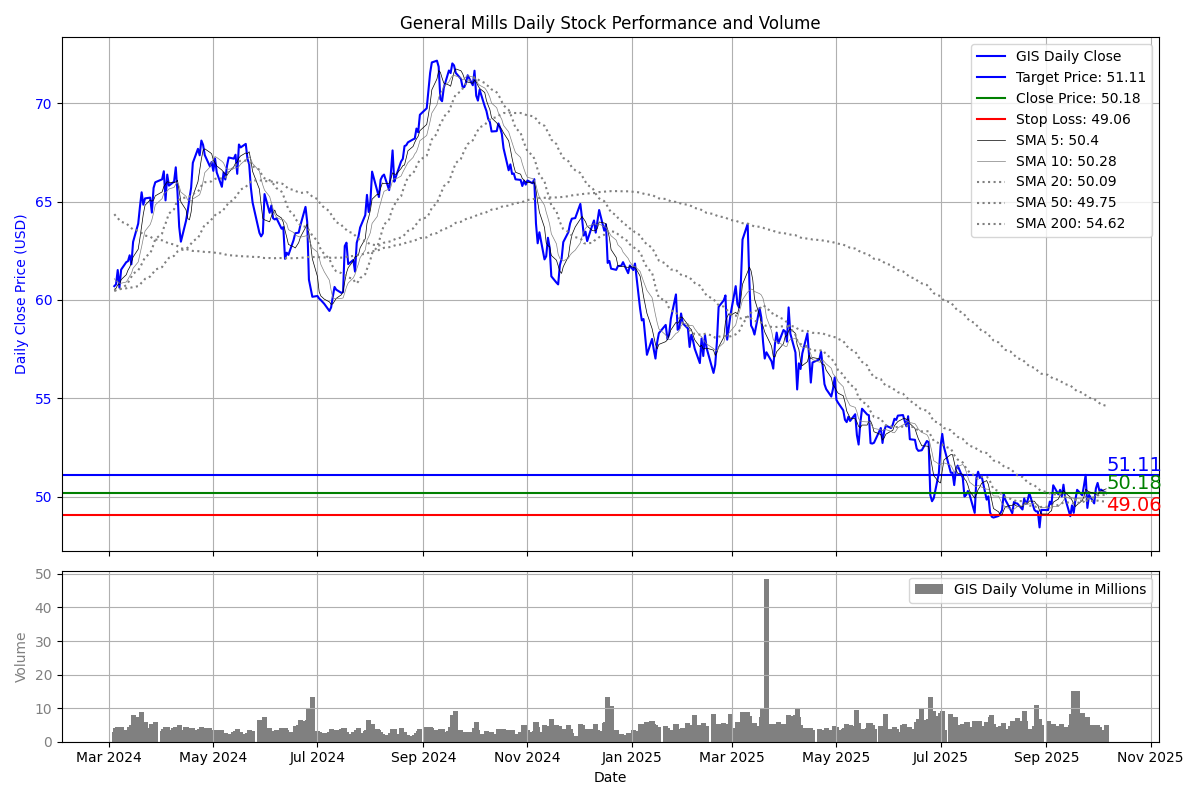 General Mills Daily Stock Performance and Volume
Daily Close Price (USD)
70
65
60
55
50
GIS Daily Close
Target Price: 51.11
Close Price: 50.18
Stop Loss: 49.06
SMA 5: 50.4
SMA 10: 50.28
SMA 20: 50.09
SMA 50: 49.75
SMA 200: 54.62
51.11
50.18
49.06
Volume
50
40
30
20
10
0
GIS Daily Volume in Millions
Mar 2024 May 2024 Jul 2024 Sep 2024 Nov 2024 Jan 2025 Mar 2025 May 2025 Jul 2025 Sep 2025 Nov 2025
Date